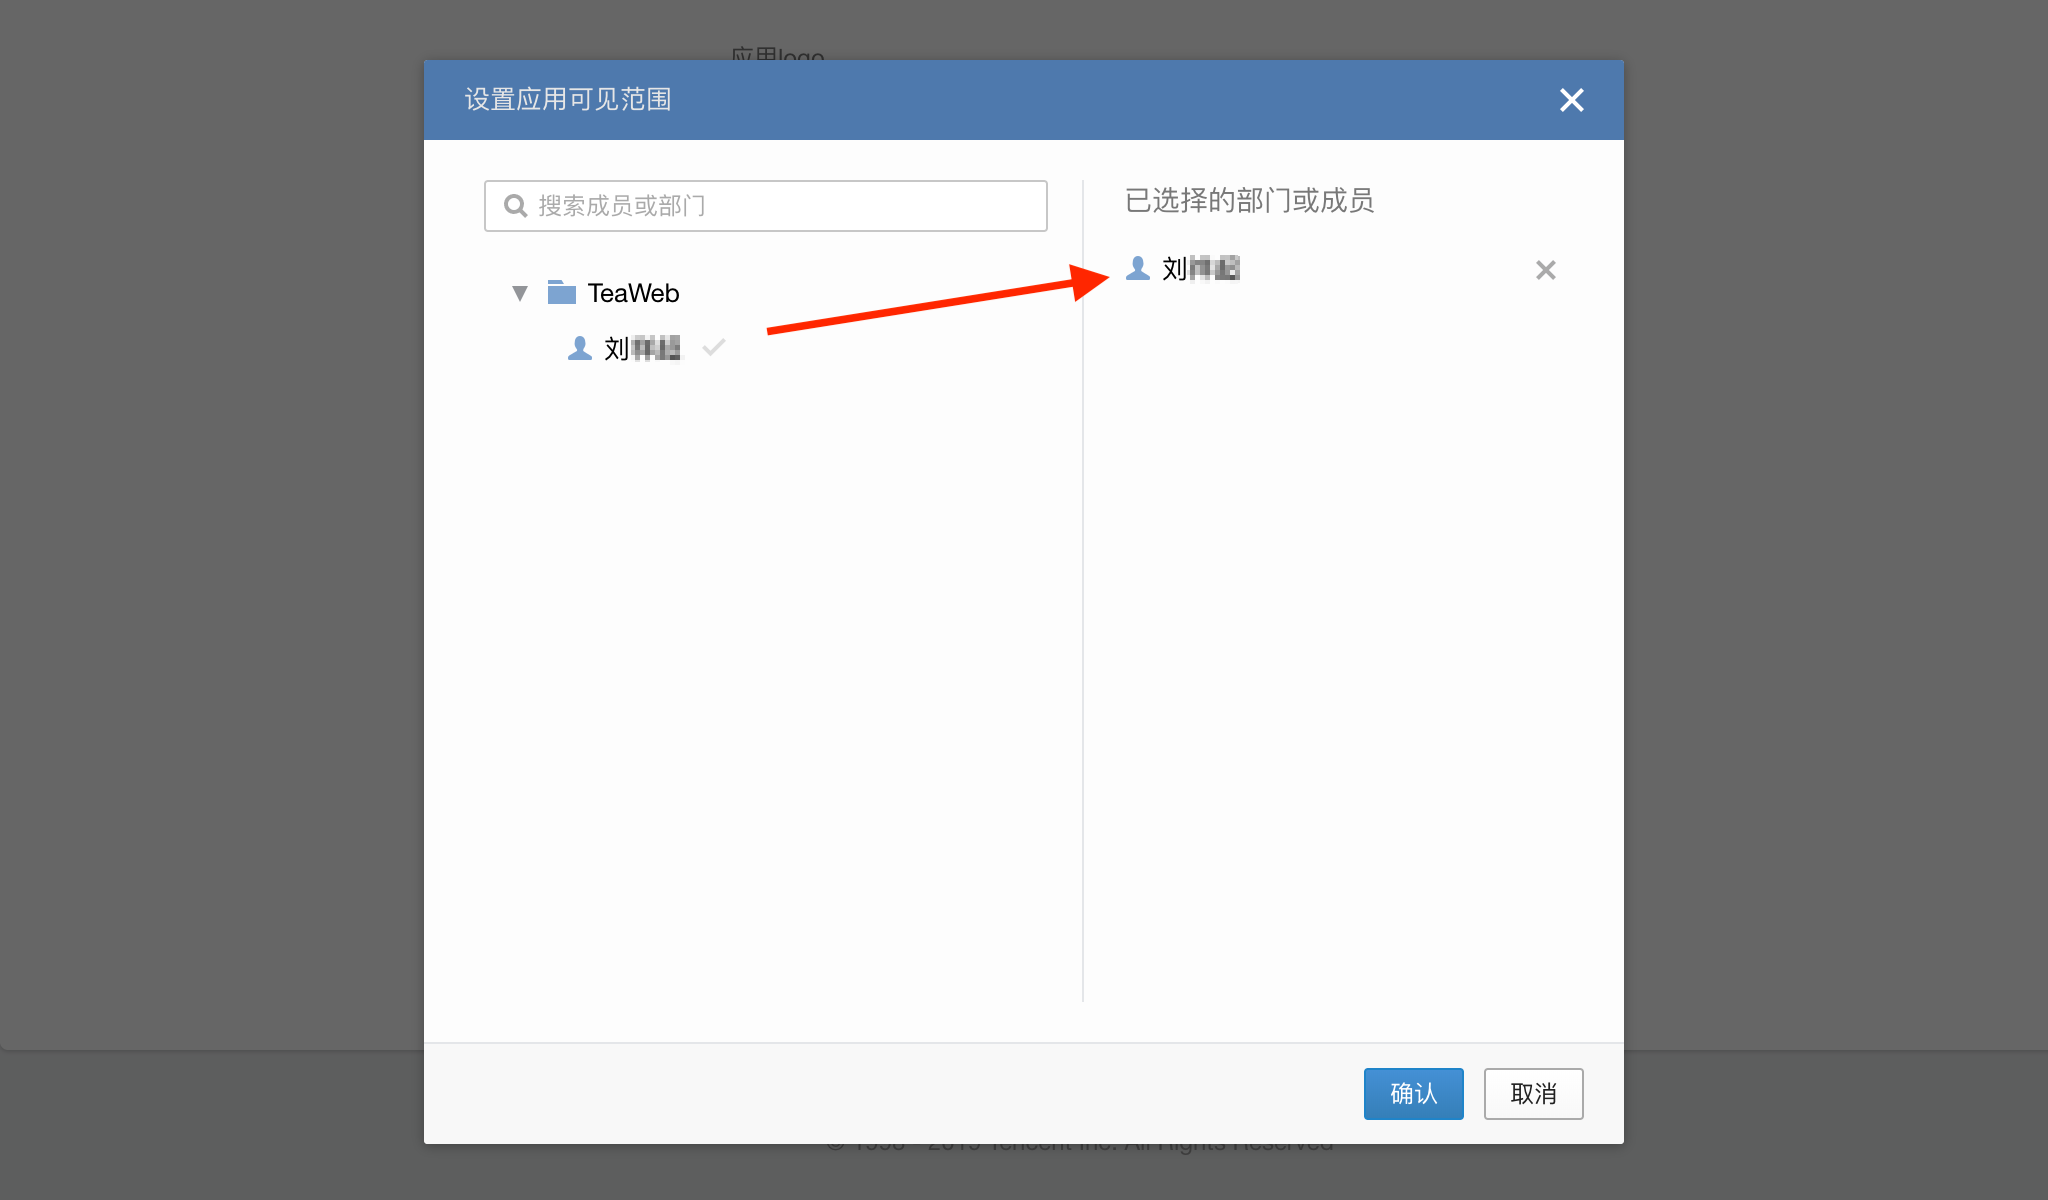 应用logo
设置应用可见范围
搜索成员或部门
已选择的部门或成员
TeaWeb
刘
刘
确认
取消
© 1998 - 2019 Tencent Inc. All Rights Reserved